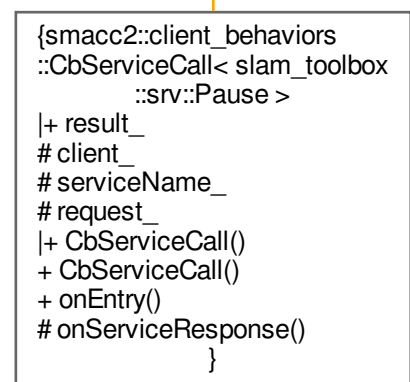 {smacc2::client_behaviors
::CbServiceCall< slam_toolbox
::srv::Pause >
|+ result_
# client_
# serviceName_
# request_
|+ CbServiceCall()
+ CbServiceCall()
+ onEntry()
# onServiceResponse()
}